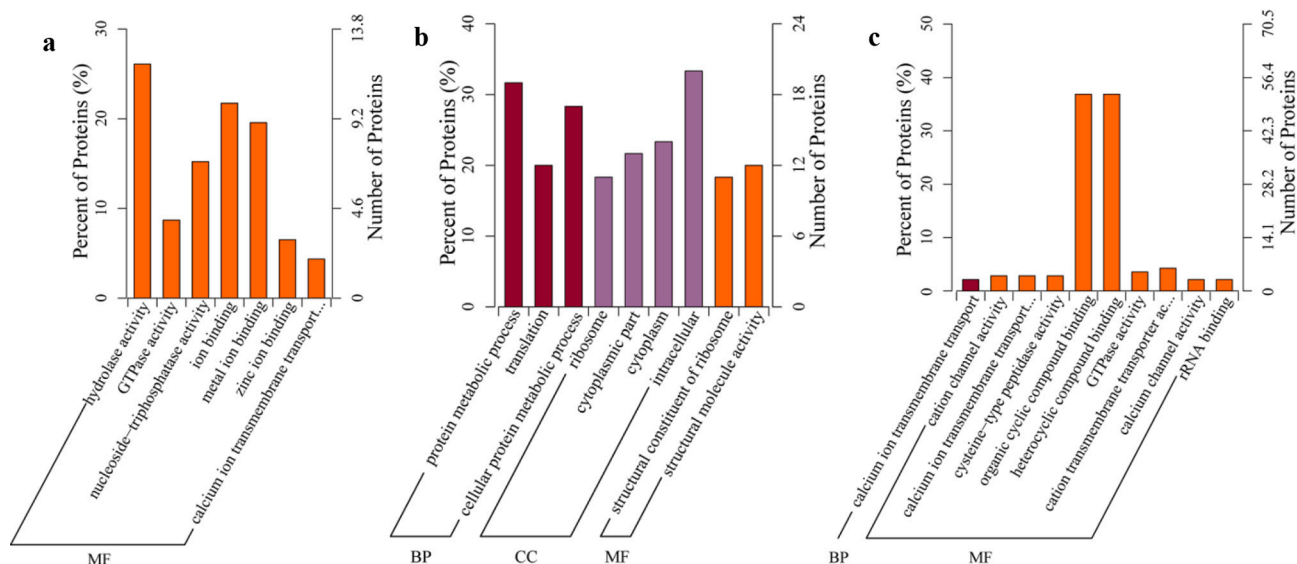 a
Percent of Proteins (%)
30
20
10
0
13.8
9.2
4.6
0
Number of Proteins
hydrolase activity
GTPase activity
nucleoside−triphosphatase activity
ion binding
metal ion binding
zinc ion binding
calcium ion transmembrane transport...
MF
b
Percent of Proteins (%)
40
30
20
10
0
24
18
12
6
0
Number of Proteins
protein metabolic process
translation
cellular protein metabolic process
ribosome
cytoplasmic part
cytoplasm
intracellular
structural constituent of ribosome
structural molecule activity
BP
CC
MF
c
Percent of Proteins (%)
50
40
30
20
10
0
70.5
56.4
42.3
28.2
14.1
0
Number of Proteins
calcium ion transmembrane transport
cation channel activity
calcium ion transmembrane transport...
cysteine−type peptidase activity
organic cyclic compound binding
heterocyclic compound binding
GTPase activity
cation transmembrane transporter ac...
calcium channel activity
rRNA binding
BP
MF